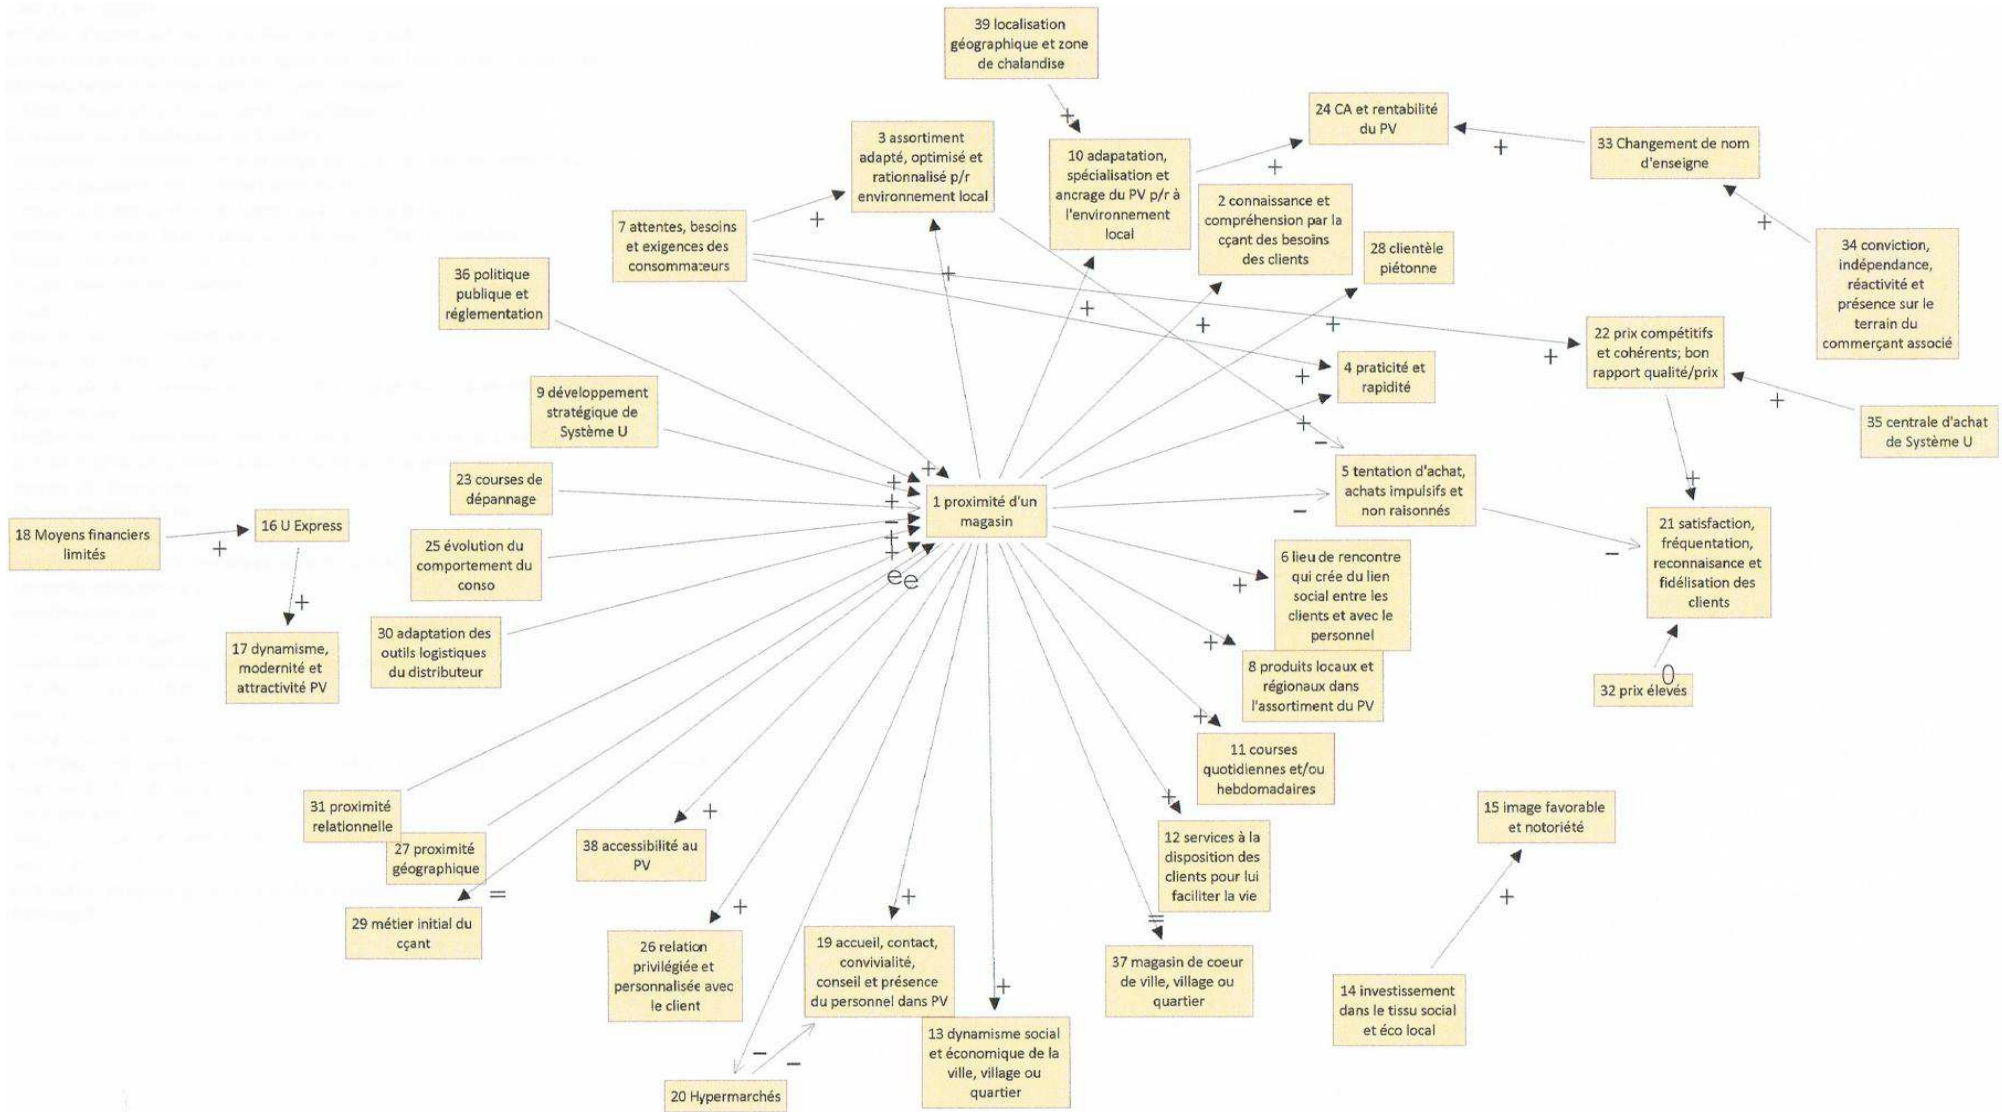 39 localisation
géographique et zone
de chalandise
+
24 CA et rentabilité
du PV
+
33 Changement de nom
d'enseigne
3 assortiment
adapté, optimisé et
rationnalisé p/r
environnement local
10 adapatation,
spécialisation et
ancrage du PV p/r à
l'environnement
local
+
2 connaissance et
compréhension par la
cçant des besoins
des clients
28 clientèle
piétonne
+
34 conviction,
indépendance,
réactivité et
présence sur le
terrain du
commerçant associé
7 attentes, besoins
et exigences des
consommateurs
+
36 politique
publique et
réglementation
+
+
+
+
22 prix compétitifs
et cohérents; bon
rapport qualité/prix
+
4 praticité et
rapidité
+
9 développement
stratégique de
Système U
+
35 centrale d'achat
de Système U
+
−
23 courses de
dépannage
+
+
+
−
+
+
1 proximité d'un
magasin
−
5 tentation d'achat,
achats impulsifs et
non raisonnés
+
21 satisfaction,
fréquentation,
reconnaisance et
fidélisation des
clients
−
18 Moyens financiers
limités
+
16 U Express
+
17 dynamisme,
modernité et
attractivité PV
25 évolution du
comportement du
conso
e
e
30 adaptation des
outils logistiques
du distributeur
+
6 lieu de rencontre
qui crée du lien
social entre les
clients et avec le
personnel
+
8 produits locaux et
régionaux dans
l'assortiment du PV
0
32 prix élevés
+
11 courses
quotidiennes et/ou
hebdomadaires
31 proximité
relationnelle
27 proximité
géographique
=
29 métier initial du
cçant
+
38 accessibilité au
PV
+
12 services à la
disposition des
clients pour lui
faciliter la vie
15 image favorable
et notoriété
+
14 investissement
dans le tissu social
et éco local
+
26 relation
privilégiée et
personnalisée avec
le client
+
19 accueil, contact,
convivialité,
conseil et présence
du personnel dans PV
=
37 magasin de coeur
de ville, village ou
quartier
+
13 dynamisme social
et économique de la
ville, village ou
quartier
−
−
20 Hypermarchés